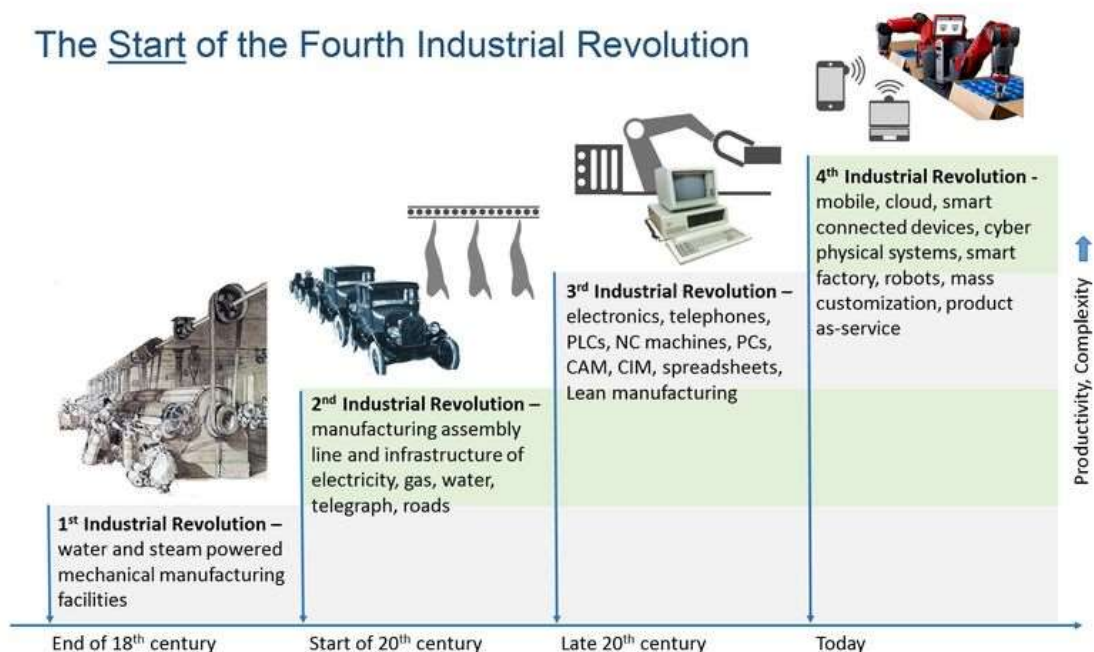 The Start of the Fourth Industrial Revolution
4th Industrial Revolution -
mobile, cloud, smart
connected devices, cyber
physical systems, smart
factory, robots, mass
customization, product
as-service
3rd Industrial Revolution –
electronics, telephones,
PLCs, NC machines, PCs,
CAM, CIM, spreadsheets,
Lean manufacturing
2nd Industrial Revolution –
manufacturing assembly
line and infrastructure of
electricity, gas, water,
telegraph, roads
1st Industrial Revolution –
water and steam powered
mechanical manufacturing
facilities
Productivity, Complexity
End of 18th century
Start of 20th century
Late 20th century
Today